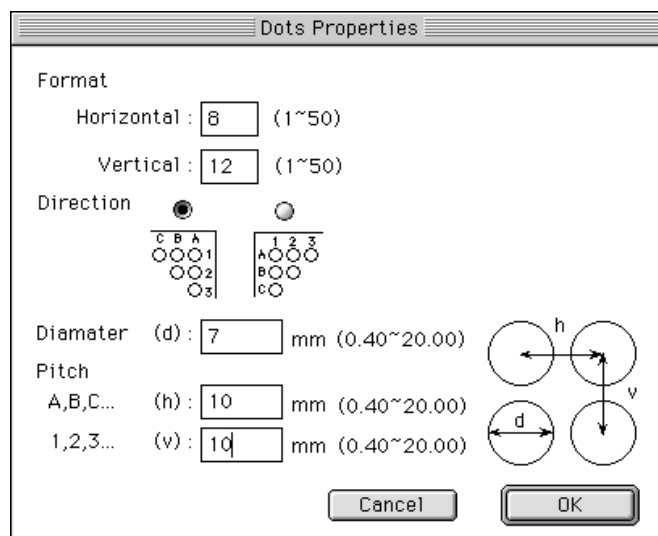 Dots Properties
Format
Horizontal : 8 (1~50)
Vertical : 12 (1~50)
Direction
C B A
1
2
3
1 2 3
A
B
C
Diamater (d) : 7 mm (0.40~20.00)
Pitch
A,B,C... (h) : 10 mm (0.40~20.00)
1,2,3... (v) : 10 mm (0.40~20.00)
h
v
d
Cancel OK